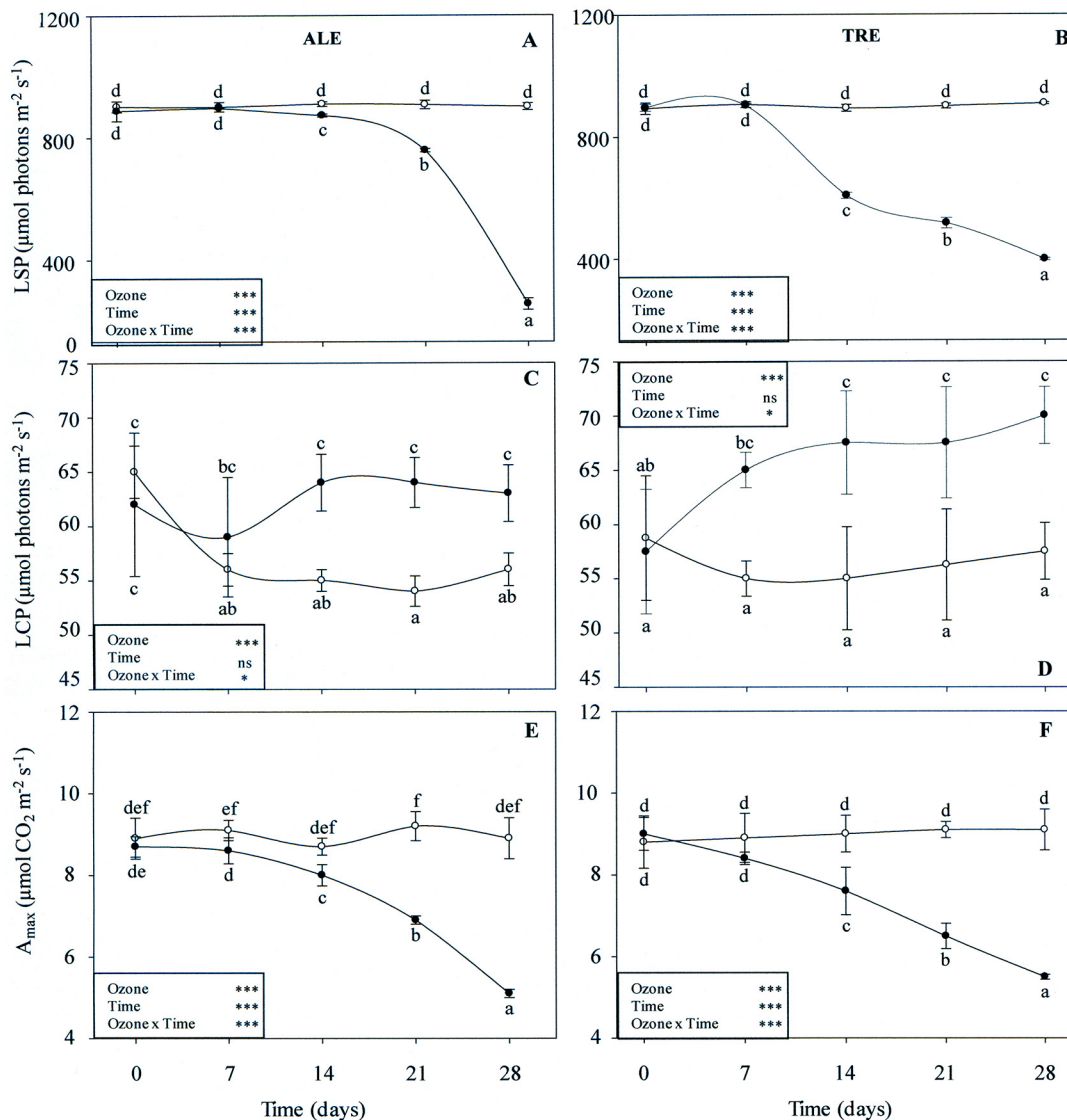 ALE
A
LSP (µmol photons m⁻² s⁻¹)
1200
800
400
0
d d d d d
d d c b a
Ozone ***
Time ***
Ozone x Time ***
TRE
B
1200
800
400
d d d d d
d d c b a
Ozone ***
Time ***
Ozone x Time ***
C
LCP (µmol photons m⁻² s⁻¹)
75
70
65
60
55
50
45
c bc c c c
c ab ab a ab
Ozone ***
Time ns
Ozone x Time *
Ozone ***
Time ns
Ozone x Time *
75
70
65
60
55
50
45
ab bc c c c
a a a a a
D
E
A_max (µmol CO₂ m⁻² s⁻¹)
12
10
8
6
4
def ef def f def
de d c b a
Ozone ***
Time ***
Ozone x Time ***
0 7 14 21 28
Time (days)
F
12
10
8
6
4
d d d d d
d d c b a
Ozone ***
Time ***
Ozone x Time ***
0 7 14 21 28
Time (days)